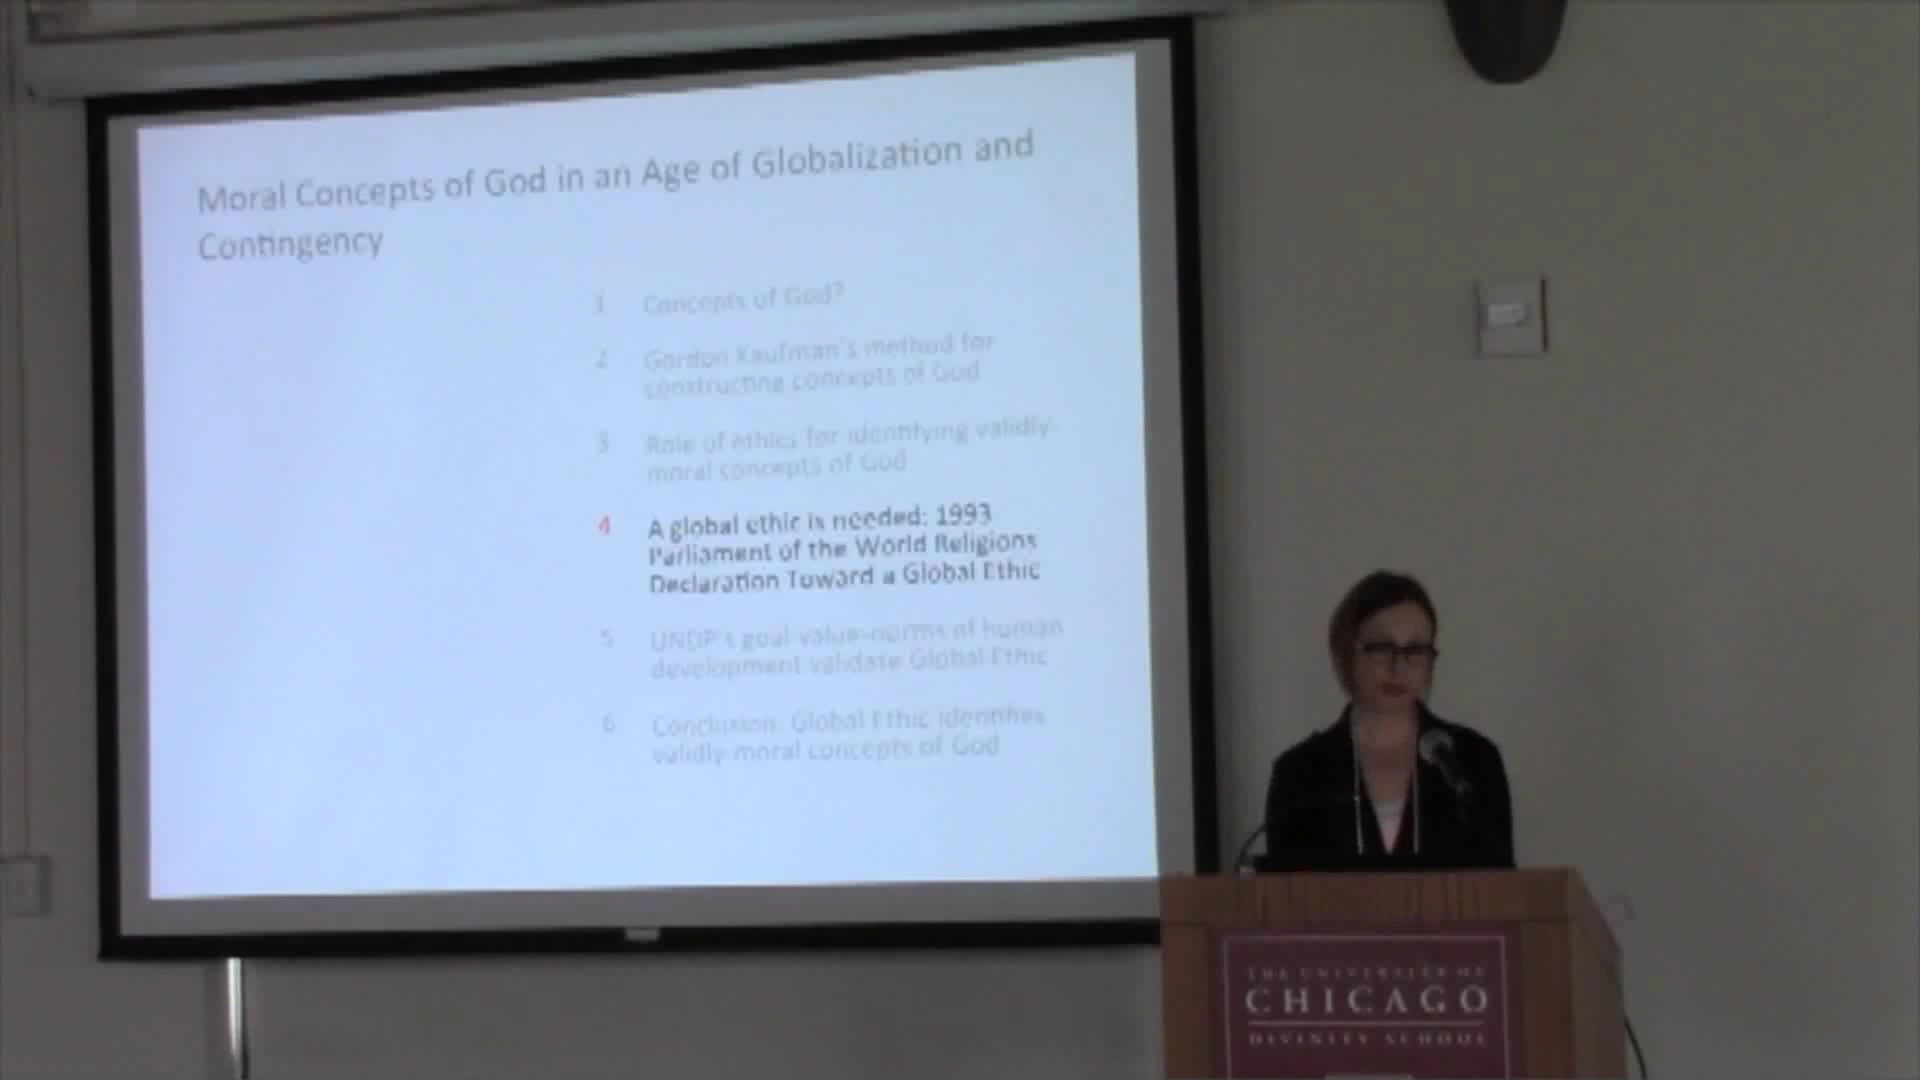 Moral Concepts of God in an Age of Globalization and
Contingency
1 Concepts of God?
2 Gordon Kaufman's method for
constructing concepts of God
3 Role of ethics for identifying validly-
moral concepts of God
4 A global ethic is needed: 1993
Parliament of the World Religions
Declaration Toward a Global Ethic
5 UNDP's goal value-norms of human
development validate Global Ethic
6 Conclusion: Global Ethic identifies
validly moral concepts of God
THE UNIVERSITY OF
CHICAGO
DIVINITY SCHOOL